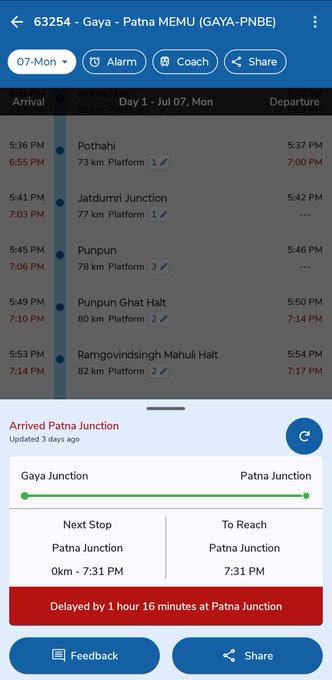 63254 - Gaya - Patna MEMU (GAYA-PNBE)
07-Mon Alarm Coach Share
Nema Halt
Arrival Day 1 - Jul 07, Mon Departure
5:36 PM Pothahi 5:37 PM
6:55 PM 73 km Platform 1 7:00 PM
5:41 PM Jatdumri Junction 5:42 PM
7:03 PM 77 km Platform 1 ---
5:45 PM Punpun 5:46 PM
7:06 PM 78 km Platform 3 ---
5:49 PM Punpun Ghat Halt 5:50 PM
7:10 PM 80 km Platform 2 7:14 PM
5:53 PM Ramgovindsingh Mahuli Halt 5:54 PM
7:14 PM 82 km Platform 2 7:17 PM
Arrived Patna Junction
Updated 3 days ago
Gaya Junction Patna Junction
Next Stop To Reach
Patna Junction Patna Junction
0km - 7:31 PM 7:31 PM
Delayed by 1 hour 16 minutes at Patna Junction
Feedback Share